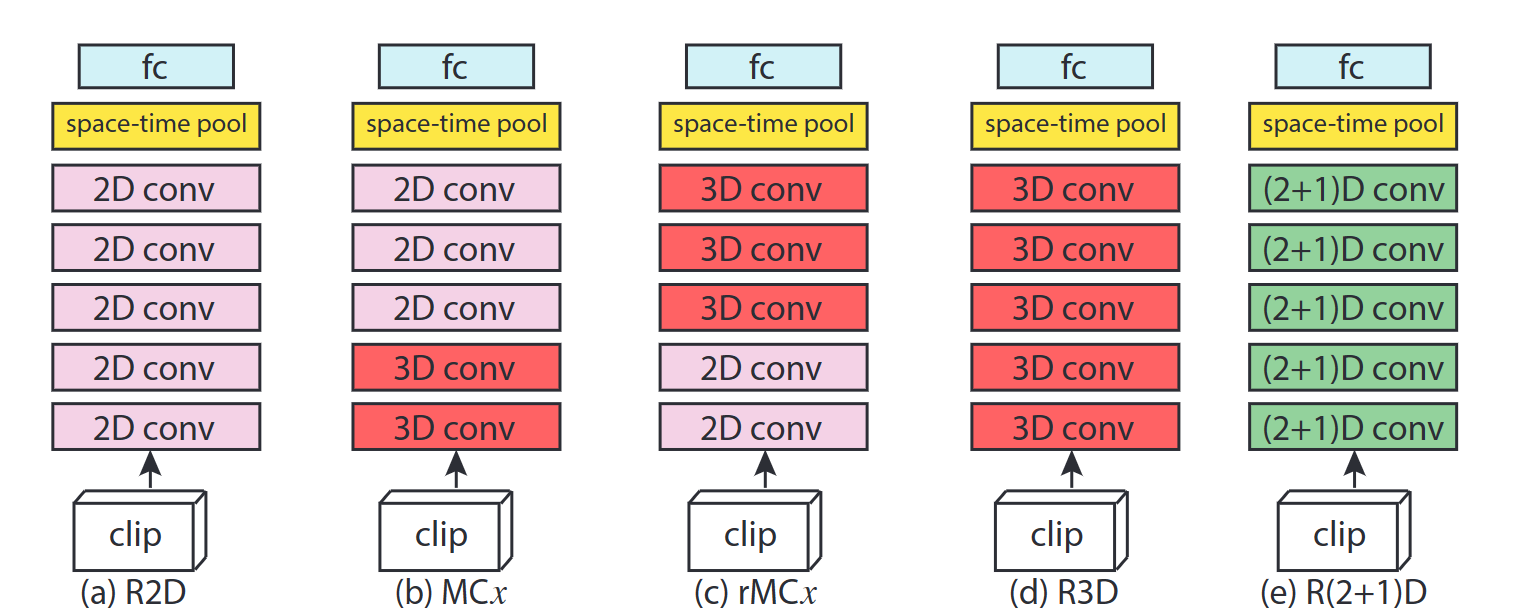 fc fc fc fc fc
space-time pool space-time pool space-time pool space-time pool space-time pool
2D conv 2D conv 3D conv 3D conv (2+1)D conv
2D conv 2D conv 3D conv 3D conv (2+1)D conv
2D conv 2D conv 3D conv 3D conv (2+1)D conv
2D conv 3D conv 2D conv 3D conv (2+1)D conv
2D conv 3D conv 2D conv 3D conv (2+1)D conv
clip clip clip clip clip
(a) R2D (b) MCx (c) rMCx (d) R3D (e) R(2+1)D